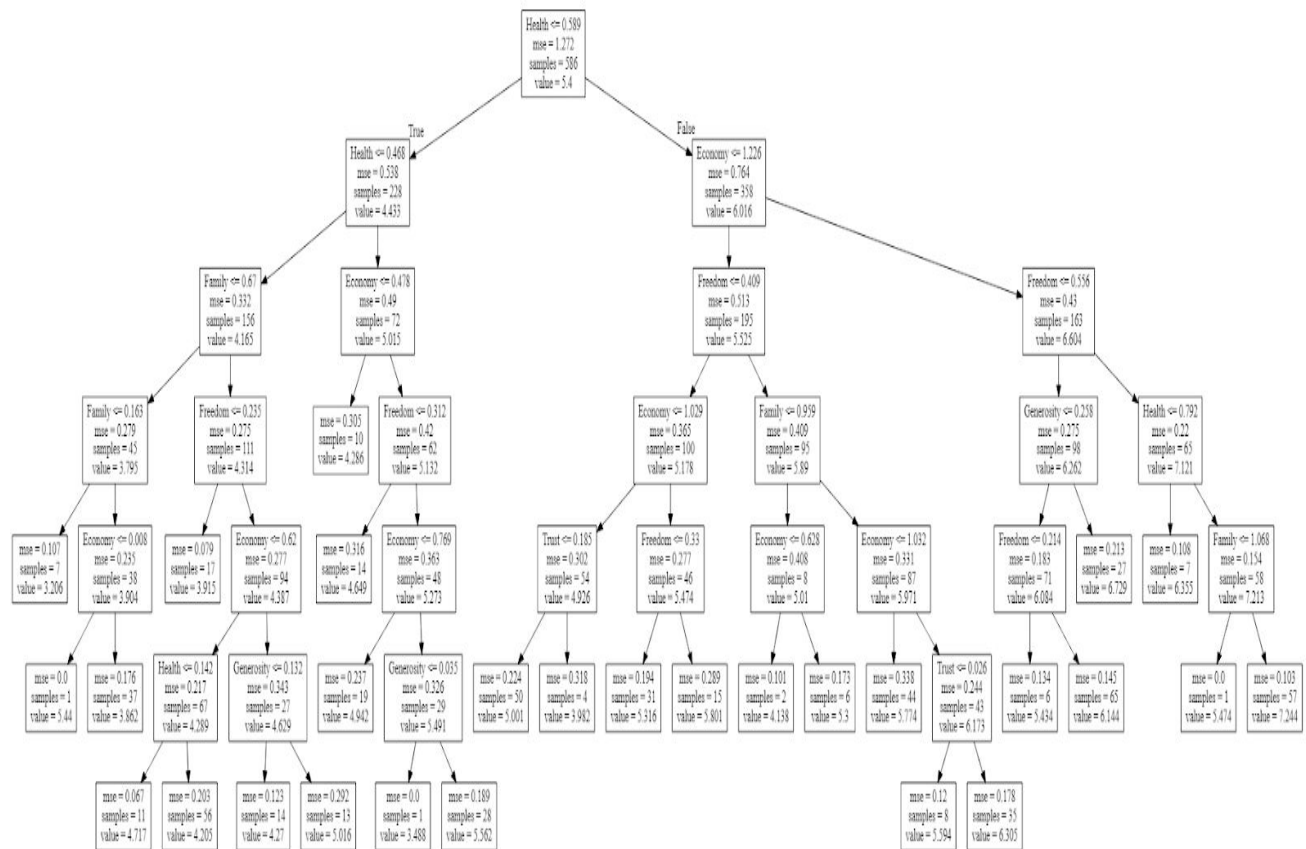 Health <= 0.589
mse = 1.272
samples = 586
value = 5.4
True
False
Health <= 0.468
mse = 0.538
samples = 228
value = 4.433
Economy <= 1.226
mse = 0.764
samples = 358
value = 6.016
Family <= 0.67
mse = 0.332
samples = 156
value = 4.165
Economy <= 0.478
mse = 0.49
samples = 72
value = 5.015
Freedom <= 0.409
mse = 0.513
samples = 195
value = 5.525
Freedom <= 0.556
mse = 0.43
samples = 163
value = 6.604
Family <= 0.163
mse = 0.279
samples = 45
value = 3.795
Freedom <= 0.235
mse = 0.275
samples = 111
value = 4.314
mse = 0.305
samples = 10
value = 4.286
Freedom <= 0.312
mse = 0.42
samples = 62
value = 5.132
Economy <= 1.029
mse = 0.365
samples = 100
value = 5.178
Family <= 0.959
mse = 0.409
samples = 95
value = 5.89
Generosity <= 0.258
mse = 0.275
samples = 98
value = 6.262
Health <= 0.792
mse = 0.22
samples = 65
value = 7.121
mse = 0.107
samples = 7
value = 3.206
Economy <= 0.008
mse = 0.235
samples = 38
value = 3.904
mse = 0.079
samples = 17
value = 3.915
Economy <= 0.62
mse = 0.277
samples = 94
value = 4.387
mse = 0.316
samples = 14
value = 4.649
Economy <= 0.769
mse = 0.363
samples = 48
value = 5.273
Trust <= 0.185
mse = 0.302
samples = 54
value = 4.926
Freedom <= 0.33
mse = 0.277
samples = 46
value = 5.474
Economy <= 0.628
mse = 0.408
samples = 8
value = 5.01
Economy <= 1.032
mse = 0.331
samples = 87
value = 5.971
Freedom <= 0.214
mse = 0.183
samples = 71
value = 6.084
mse = 0.213
samples = 27
value = 6.729
mse = 0.108
samples = 7
value = 6.355
Family <= 1.068
mse = 0.154
samples = 58
value = 7.213
mse = 0.0
samples = 1
value = 5.44
mse = 0.176
samples = 37
value = 3.862
Health <= 0.142
mse = 0.217
samples = 67
value = 4.289
Generosity <= 0.132
mse = 0.343
samples = 27
value = 4.629
mse = 0.237
samples = 19
value = 4.942
Generosity <= 0.035
mse = 0.326
samples = 29
value = 5.491
mse = 0.224
samples = 50
value = 5.001
mse = 0.318
samples = 4
value = 3.982
mse = 0.194
samples = 31
value = 5.316
mse = 0.289
samples = 15
value = 5.801
mse = 0.101
samples = 2
value = 4.138
mse = 0.173
samples = 6
value = 5.3
mse = 0.338
samples = 44
value = 5.774
Trust <= 0.026
mse = 0.244
samples = 43
value = 6.173
mse = 0.134
samples = 6
value = 5.434
mse = 0.145
samples = 65
value = 6.144
mse = 0.0
samples = 1
value = 5.474
mse = 0.103
samples = 57
value = 7.244
mse = 0.067
samples = 11
value = 4.717
mse = 0.203
samples = 56
value = 4.205
mse = 0.123
samples = 14
value = 4.27
mse = 0.292
samples = 13
value = 5.016
mse = 0.0
samples = 1
value = 3.488
mse = 0.189
samples = 28
value = 5.562
mse = 0.12
samples = 8
value = 5.594
mse = 0.178
samples = 35
value = 6.305